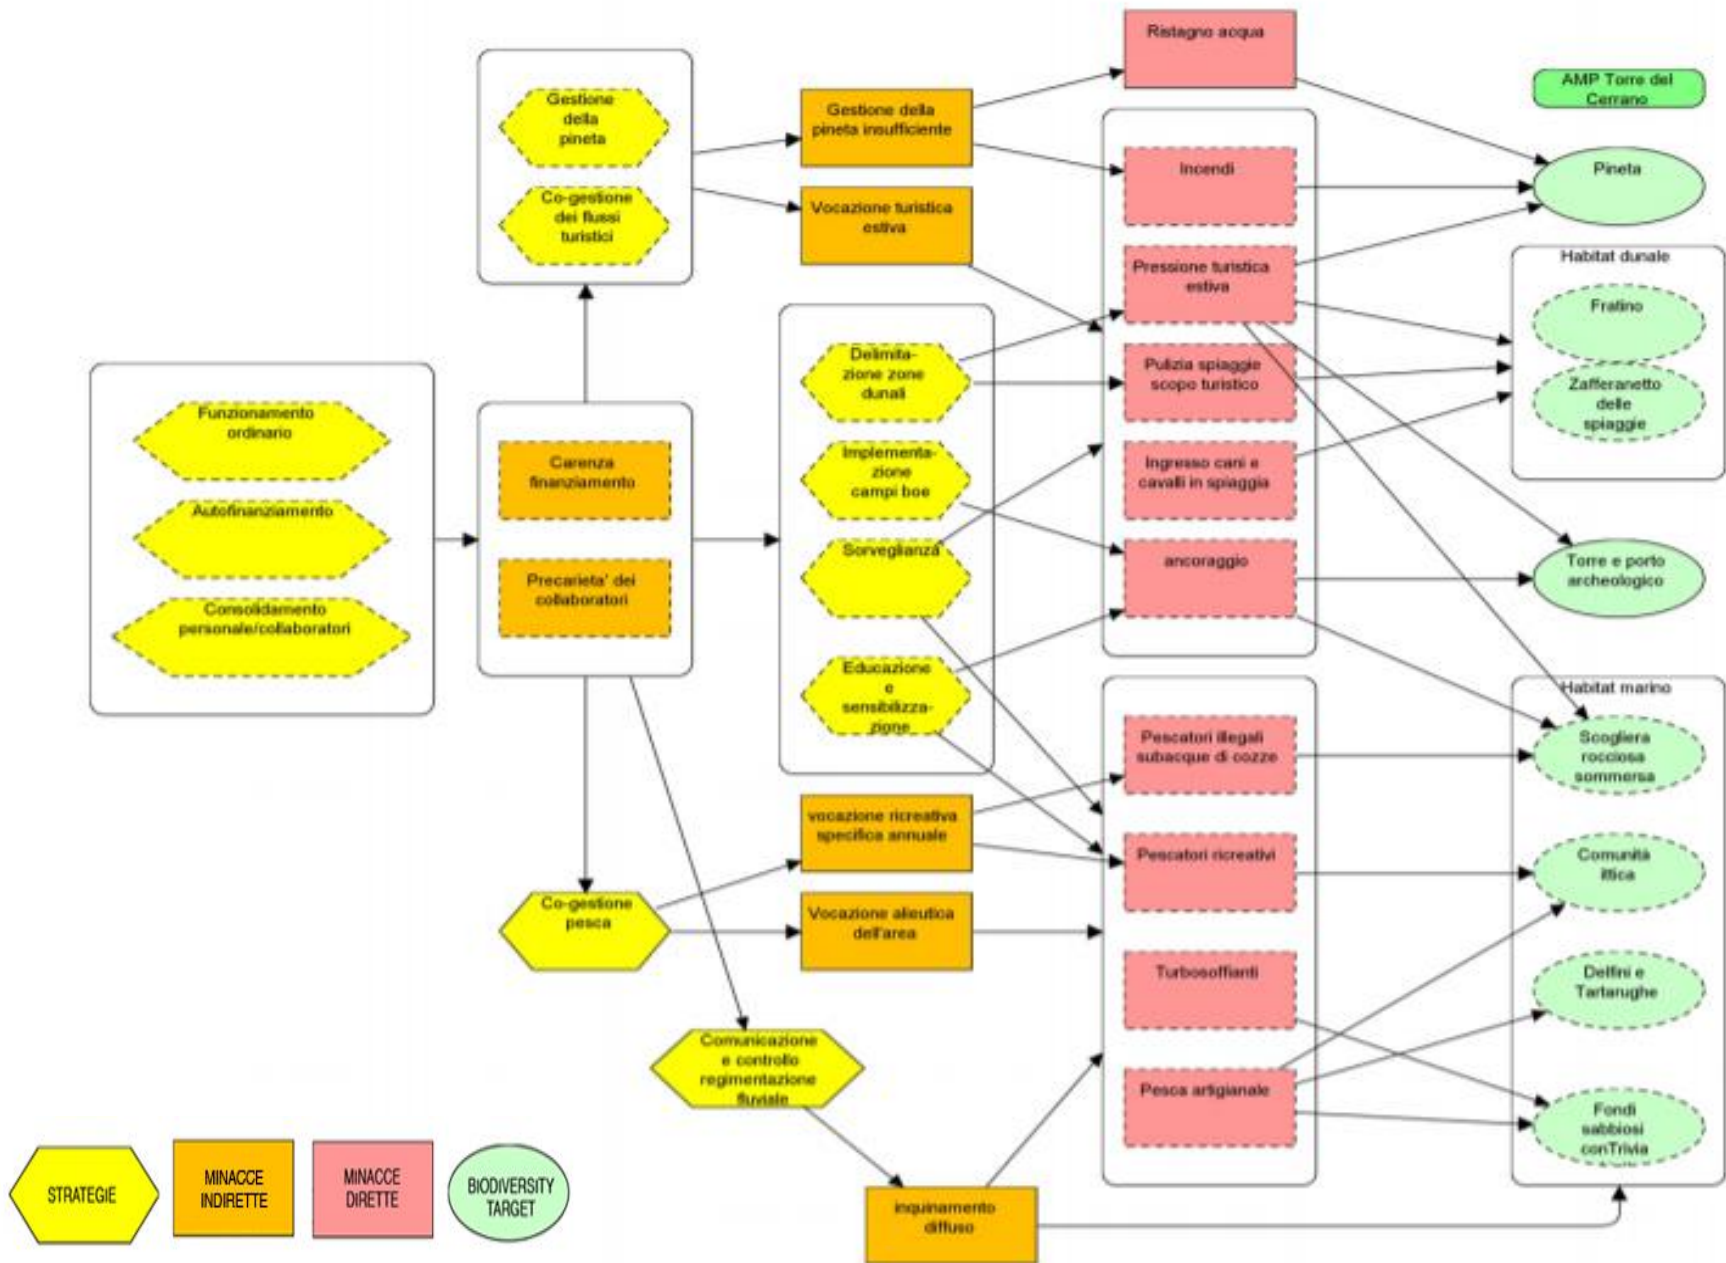 Ristagno acqua
AMP Torre del
Cerrano
Gestione
della
pineta
Co-gestione
dei flussi
turistici
Gestione della
pineta insufficiente
Vocazione turistica
estiva
Incendi
Pressione turistica
estiva
Pulizia spiaggie
scopo turistico
Ingresso cani e
cavalli in spiaggia
ancoraggio
Pineta
Habitat dunale
Fratino
Zafferanetto
delle
spiaggie
Torre e porto
archeologico
Funzionamento
ordinario
Autofinanziamento
Consolidamento
personale/collaboratori
Carenza
finanziamento
Precarieta' dei
collaboratori
Delimita-
zione zone
dunali
Implementa-
zione
campi boe
Sorveglianza
Educazione
e
sensibilizza-
zione
Pescatori illegali
subacque di cozze
Pescatori ricreativi
Turbosoffianti
Pesca artigianale
Habitat marino
Scogliera
rocciosa
sommersa
Comunità
ittica
Delfini e
Tartarughe
Fondi
sabbiosi
conTrivia
vocazione ricreativa
specifica annuale
Vocazione alieutica
dell'area
Co-gestione
pesca
Comunicazione
e controllo
regimentazione
fluviale
inquinamento
diffuso
STRATEGIE
MINACCE
INDIRETTE
MINACCE
DIRETTE
BIODIVERSITY
TARGET